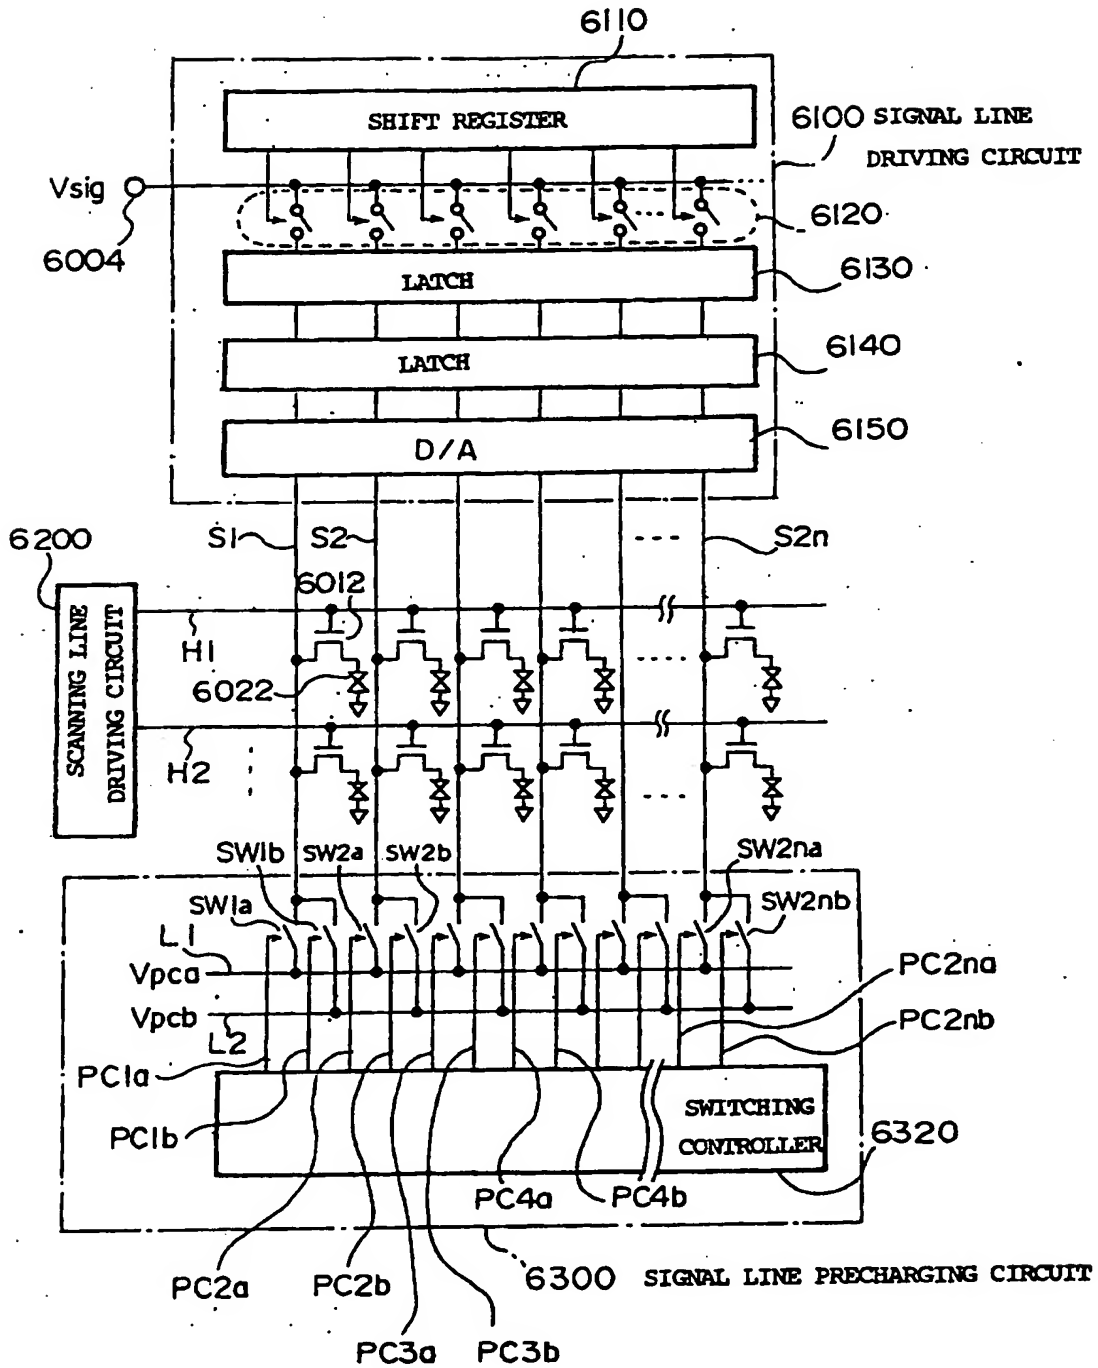 6110
SHIFT REGISTER
6100 SIGNAL LINE
DRIVING CIRCUIT
Vsig
6004
6120
LATCH
6130
LATCH
6140
D/A
6150
6200
S1
S2
S2n
SCANNING LINE
DRIVING CIRCUIT
6012
H1
6022
H2
SW1b
SW2a
SW2b
SW2na
SW1a
SW2nb
L1
Vpca
PC2na
Vpcb
L2
PC2nb
PC1a
PC1b
SWITCHING
CONTROLLER
6320
PC4a
PC4b
PC2a
PC2b
6300 SIGNAL LINE PRECHARGING CIRCUIT
PC3a
PC3b